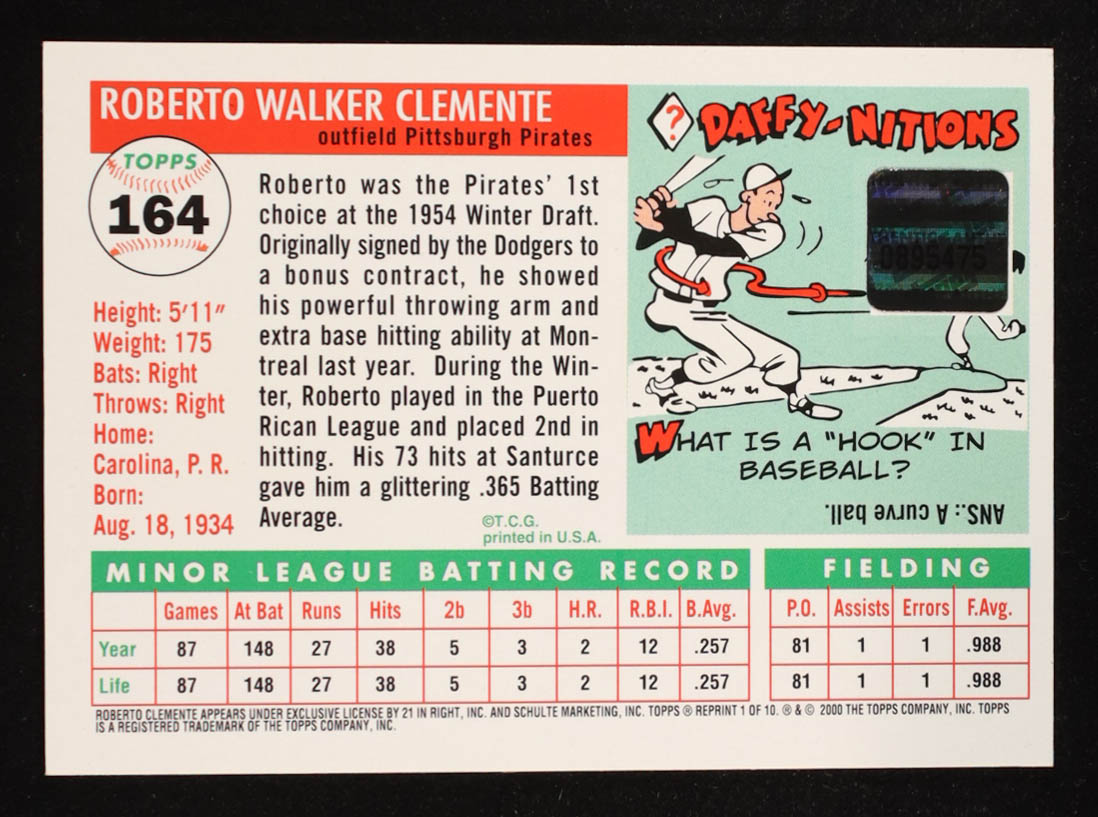 ROBERTO WALKER CLEMENTE
outfield Pittsburgh Pirates
TOPPS
164
Height: 5'11"
Weight: 175
Bats: Right
Throws: Right
Home:
Carolina, P. R.
Born:
Aug. 18, 1934
Roberto was the Pirates' 1st
choice at the 1954 Winter Draft.
Originally signed by the Dodgers to
a bonus contract, he showed
his powerful throwing arm and
extra base hitting ability at Mon-
treal last year. During the Win-
ter, Roberto played in the Puerto
Rican League and placed 2nd in
hitting. His 73 hits at Santurce
gave him a glittering .365 Batting
Average.
©T.C.G.
printed in U.S.A.
? DAFFY-NITIONS
0895475
WHAT IS A "HOOK" IN
BASEBALL?
ANS.: A curve ball.
MINOR LEAGUE BATTING RECORD
Games At Bat Runs Hits 2b 3b H.R. R.B.I. B.Avg.
Year 87 148 27 38 5 3 2 12 .257
Life 87 148 27 38 5 3 2 12 .257
FIELDING
P.O. Assists Errors F.Avg.
81 1 1 .988
81 1 1 .988
ROBERTO CLEMENTE APPEARS UNDER EXCLUSIVE LICENSE BY 21 IN RIGHT, INC. AND SCHULTE MARKETING, INC. TOPPS ® REPRINT 1 OF 10. ® & © 2000 THE TOPPS COMPANY, INC. TOPPS
IS A REGISTERED TRADEMARK OF THE TOPPS COMPANY, INC.